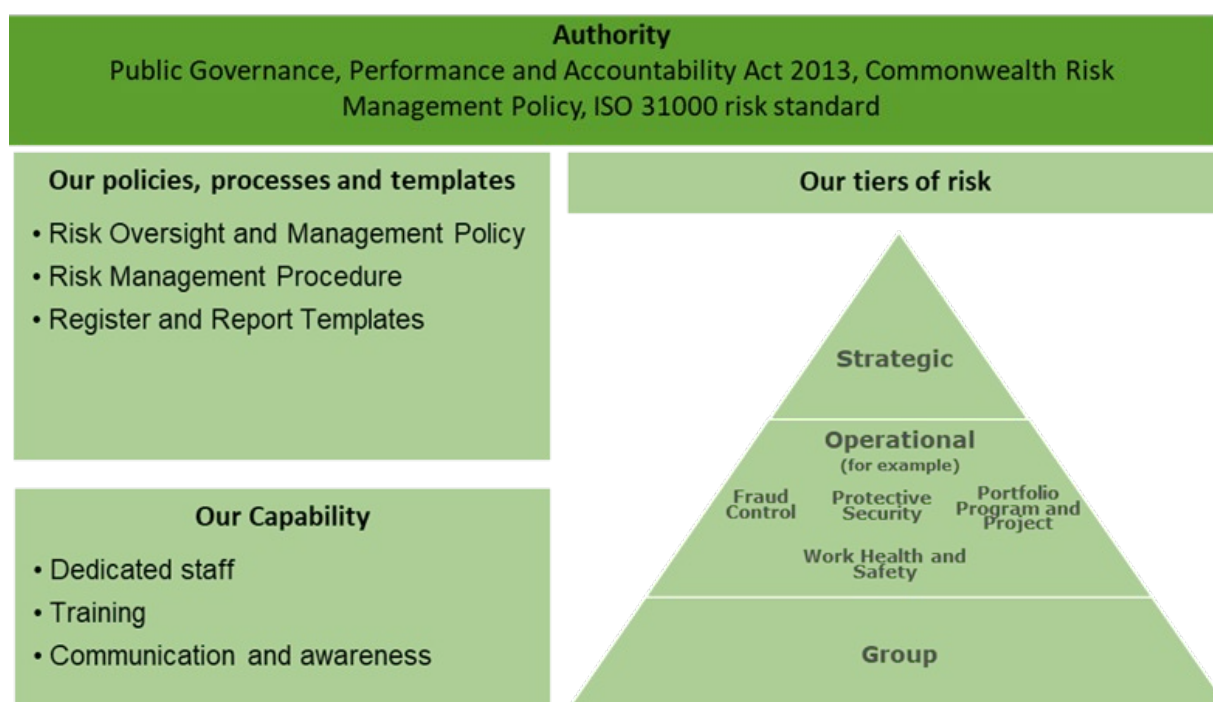 Authority
Public Governance, Performance and Accountability Act 2013, Commonwealth Risk
Management Policy, ISO 31000 risk standard
Our policies, processes and templates
• Risk Oversight and Management Policy
• Risk Management Procedure
• Register and Report Templates
Our Capability
• Dedicated staff
• Training
• Communication and awareness
Our tiers of risk
Strategic
Operational
(for example)
Fraud
Control
Protective
Security
Portfolio
Program and
Project
Work Health and
Safety
Group